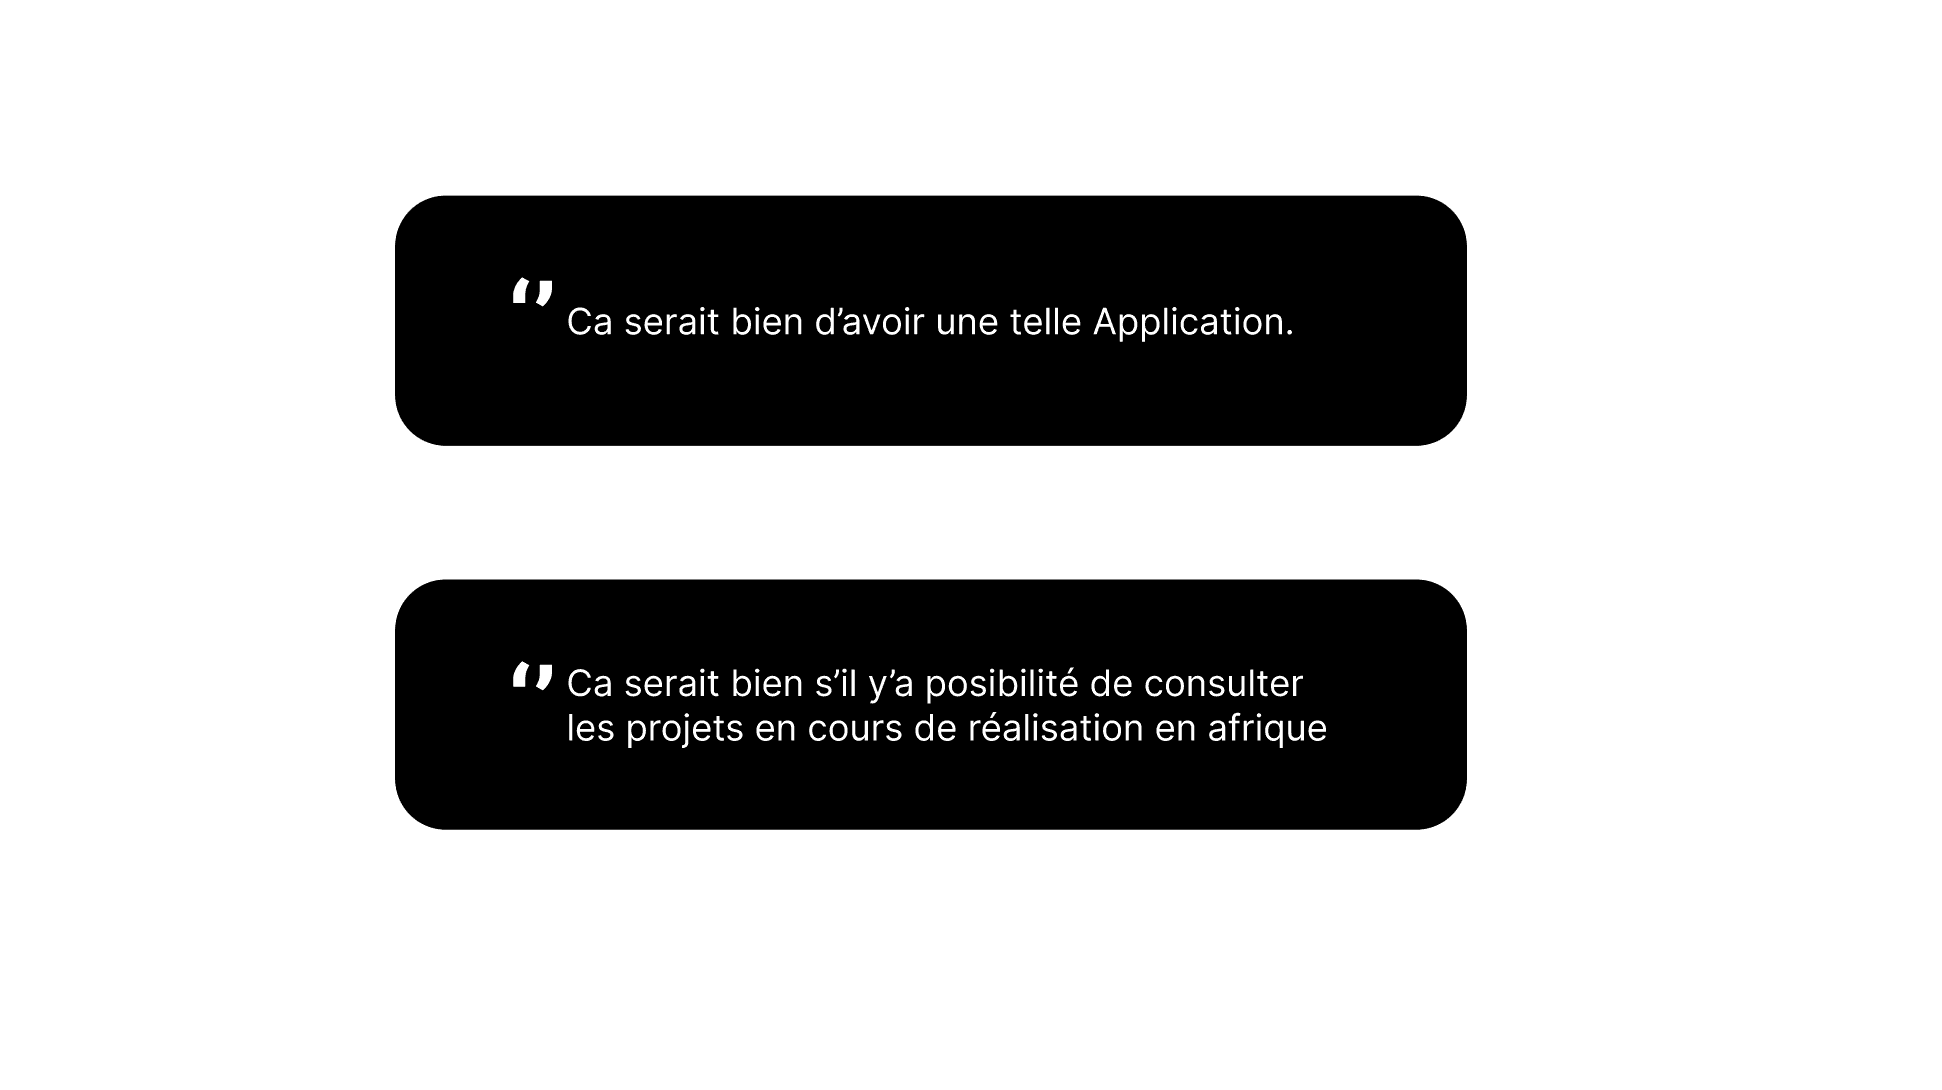 Ca serait bien d’avoir une telle Application.
Ca serait bien s’il y’a posibilité de consulter
les projets en cours de réalisation en afrique